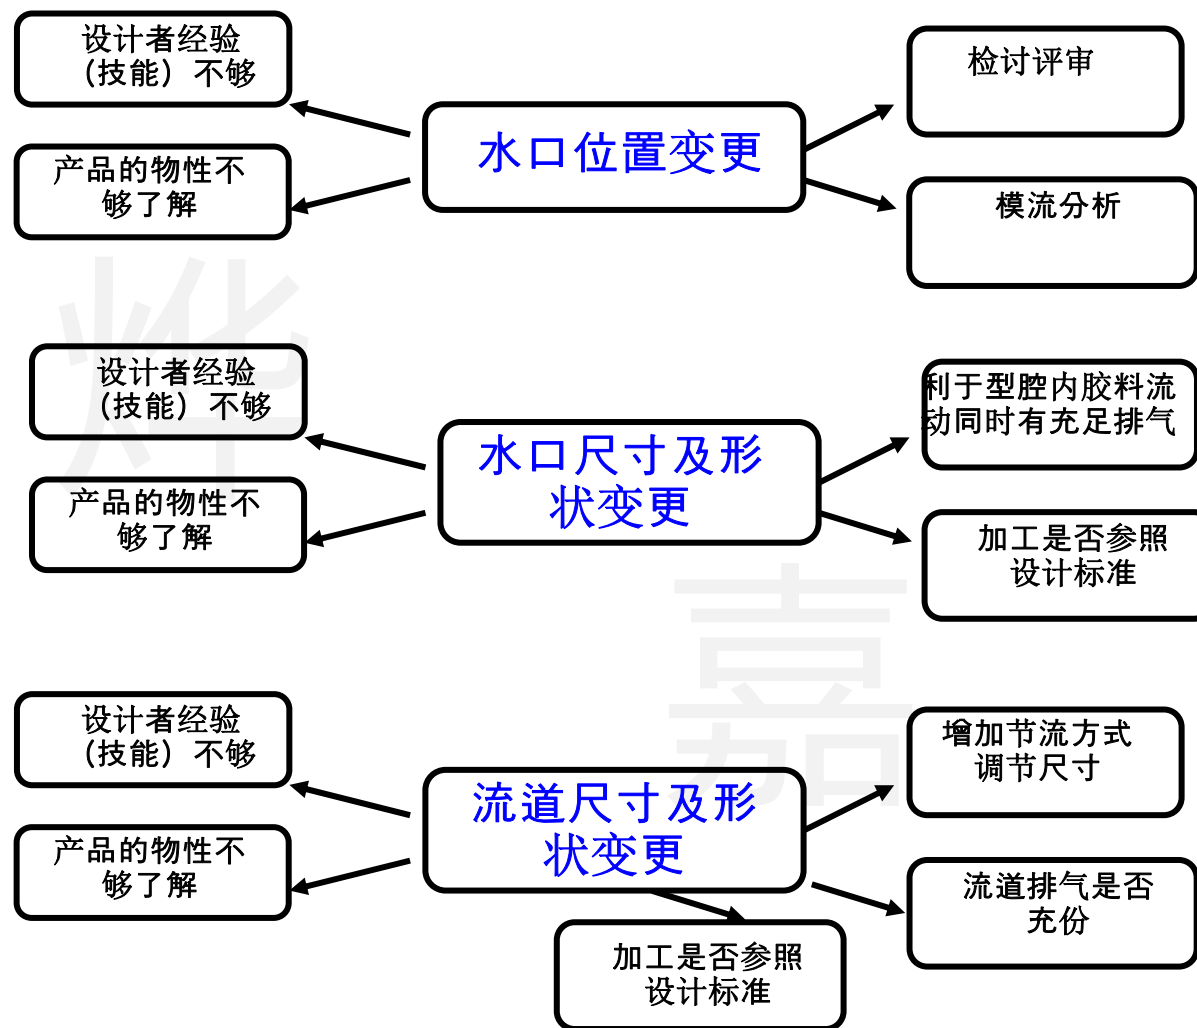 设计者经验
（技能）不够
产品的物性不
够了解
水口位置变更
检讨评审
模流分析
设计者经验
（技能）不够
产品的物性不
够了解
水口尺寸及形
状变更
利于型腔内胶料流
动同时有充足排气
加工是否参照
设计标准
设计者经验
（技能）不够
产品的物性不
够了解
流道尺寸及形
状变更
增加节流方式
调节尺寸
流道排气是否
充份
加工是否参照
设计标准
烨
嘉